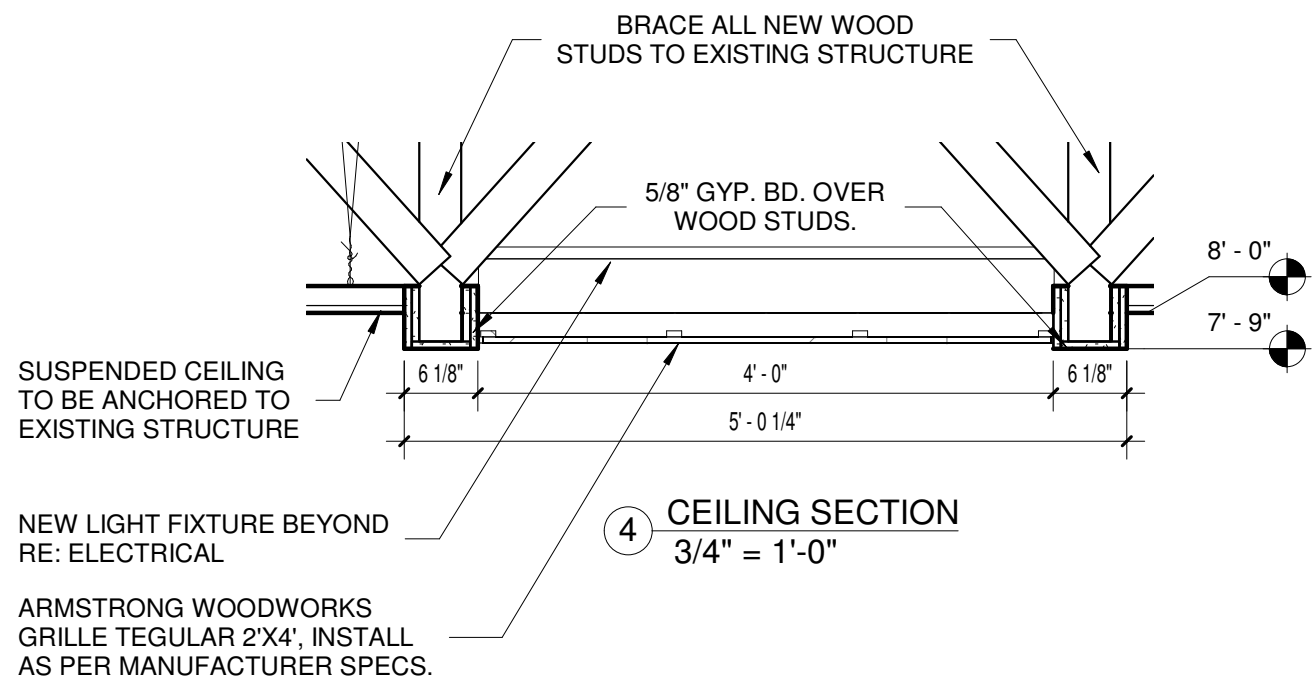 BRACE ALL NEW WOOD
STUDS TO EXISTING STRUCTURE
5/8" GYP. BD. OVER
WOOD STUDS.
8' - 0"
7' - 9"
SUSPENDED CEILING
TO BE ANCHORED TO
EXISTING STRUCTURE
6 1/8"
4' - 0"
6 1/8"
5' - 0 1/4"
NEW LIGHT FIXTURE BEYOND
RE: ELECTRICAL
4
CEILING SECTION
3/4" = 1'-0"
ARMSTRONG WOODWORKS
GRILLE TEGULAR 2'X4', INSTALL
AS PER MANUFACTURER SPECS.